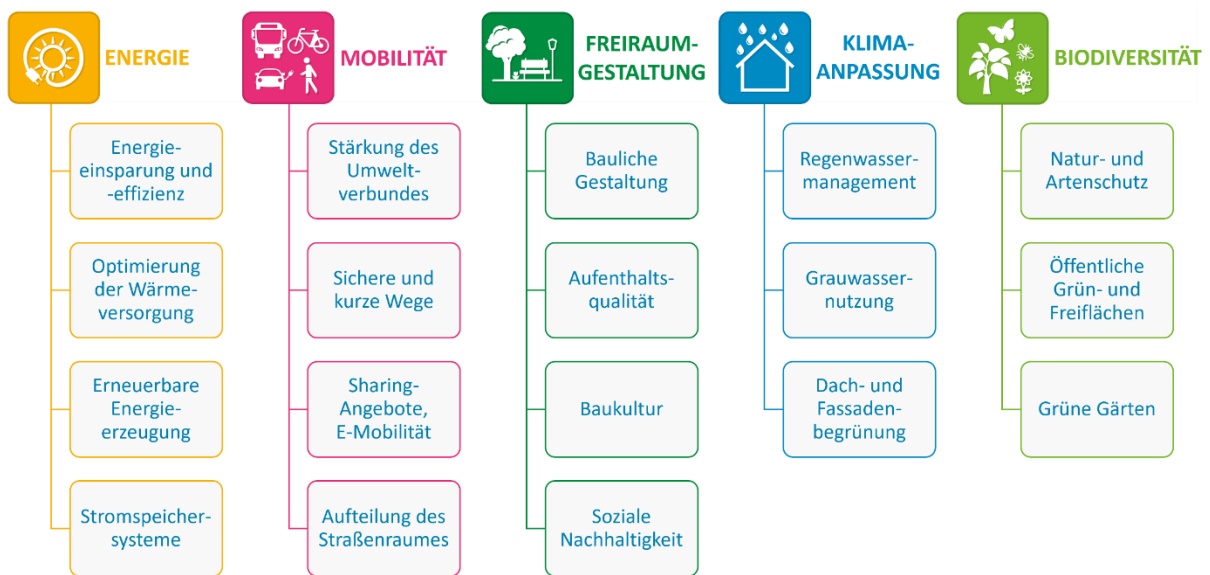 ENERGIE
Energie-
einsparung und
-effizienz
Optimierung
der Wärme-
versorgung
Erneuerbare
Energie-
erzeugung
Stromspeicher-
systeme
MOBILITÄT
Stärkung des
Umwelt-
verbundes
Sichere und
kurze Wege
Sharing-
Angebote,
E-Mobilität
Aufteilung des
Straßenraumes
FREIRAUM-
GESTALTUNG
Bauliche
Gestaltung
Aufenthalts-
qualität
Baukultur
Soziale
Nachhaltigkeit
KLIMA-
ANPASSUNG
Regenwasser-
management
Grauwasser-
nutzung
Dach- und
Fassaden-
begrünung
BIODIVERSITÄT
Natur- und
Artenschutz
Öffentliche
Grün- und
Freiflächen
Grüne Gärten